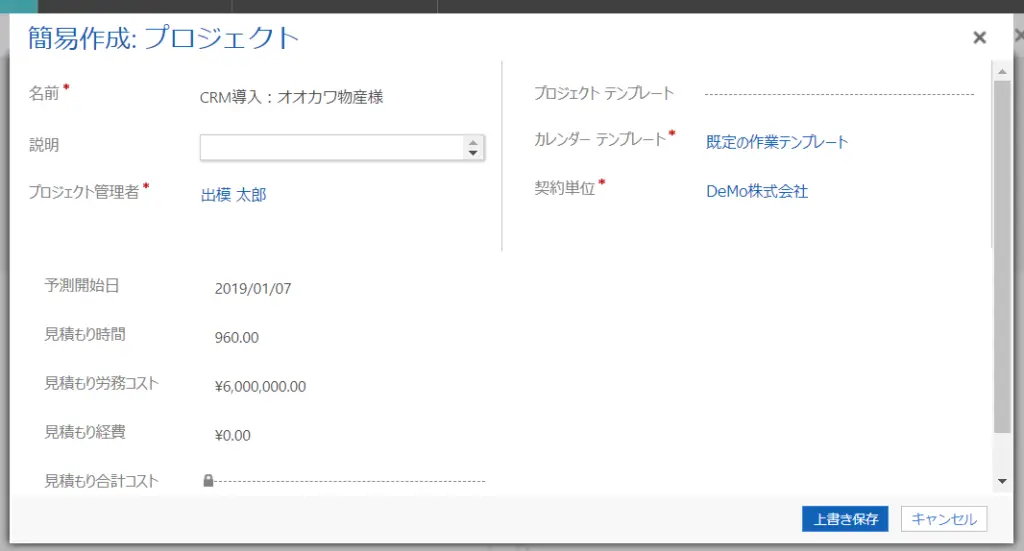 簡易作成: プロジェクト
名前*
CRM導入：オオカワ物産様
説明
プロジェクト管理者*
出模 太郎
プロジェクト テンプレート
カレンダー テンプレート*
既定の作業テンプレート
契約単位*
DeMo株式会社
予測開始日
2019/01/07
見積もり時間
960.00
見積もり労務コスト
¥6,000,000.00
見積もり経費
¥0.00
見積もり合計コスト
上書き保存
キャンセル